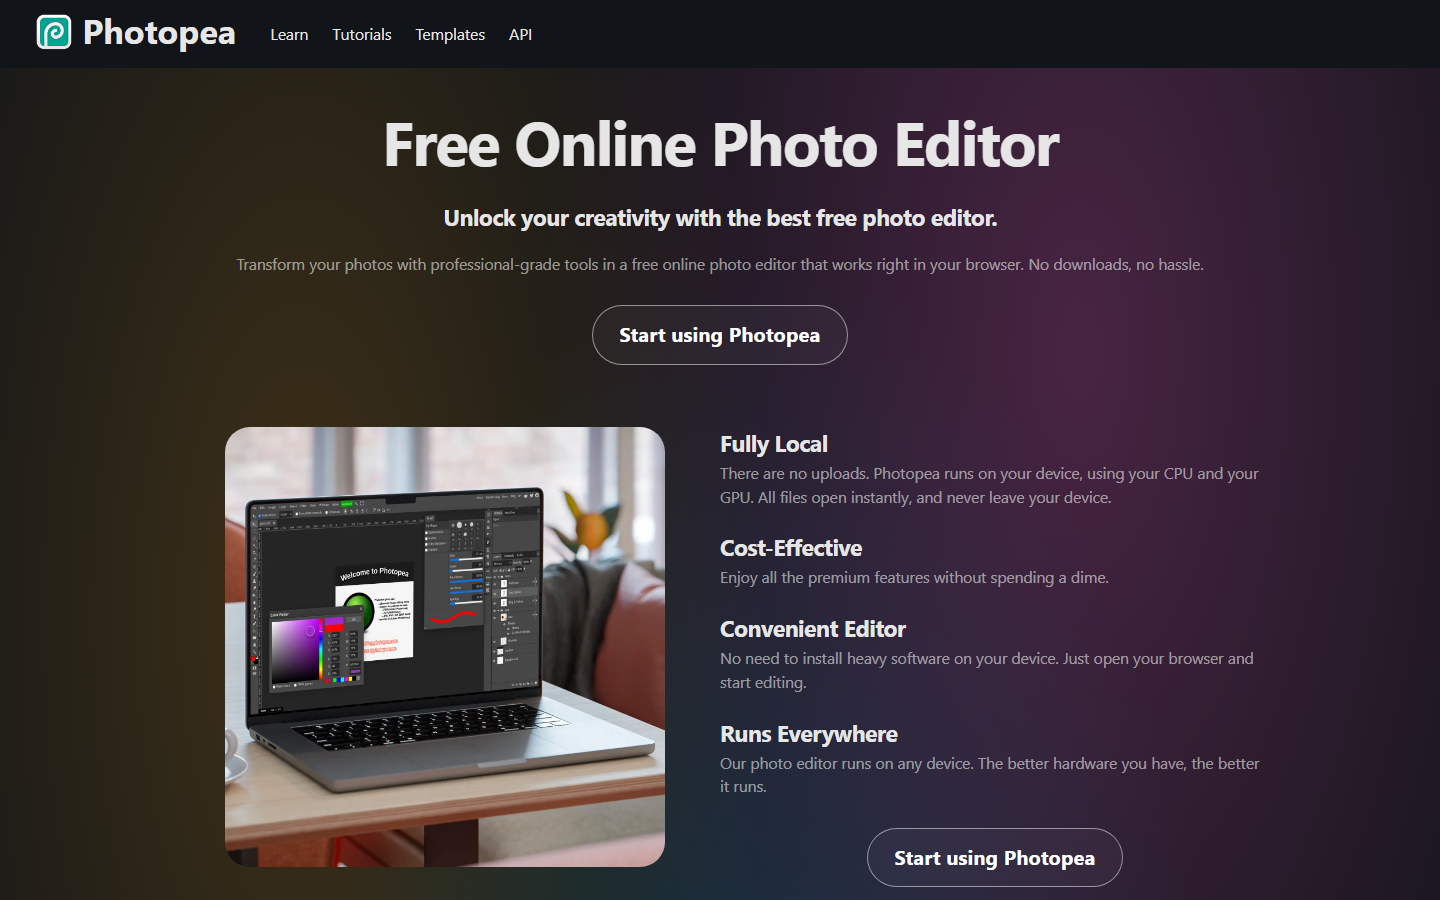 Photopea
Learn
Tutorials
Templates
API
Free Online Photo Editor
Unlock your creativity with the best free photo editor.
Transform your photos with professional-grade tools in a free online photo editor that works right in your browser. No downloads, no hassle.
Start using Photopea
Welcome to Photopea
Color Picker
Fully Local
There are no uploads. Photopea runs on your device, using your CPU and your
GPU. All files open instantly, and never leave your device.
Cost-Effective
Enjoy all the premium features without spending a dime.
Convenient Editor
No need to install heavy software on your device. Just open your browser and
start editing.
Runs Everywhere
Our photo editor runs on any device. The better hardware you have, the better
it runs.
Start using Photopea